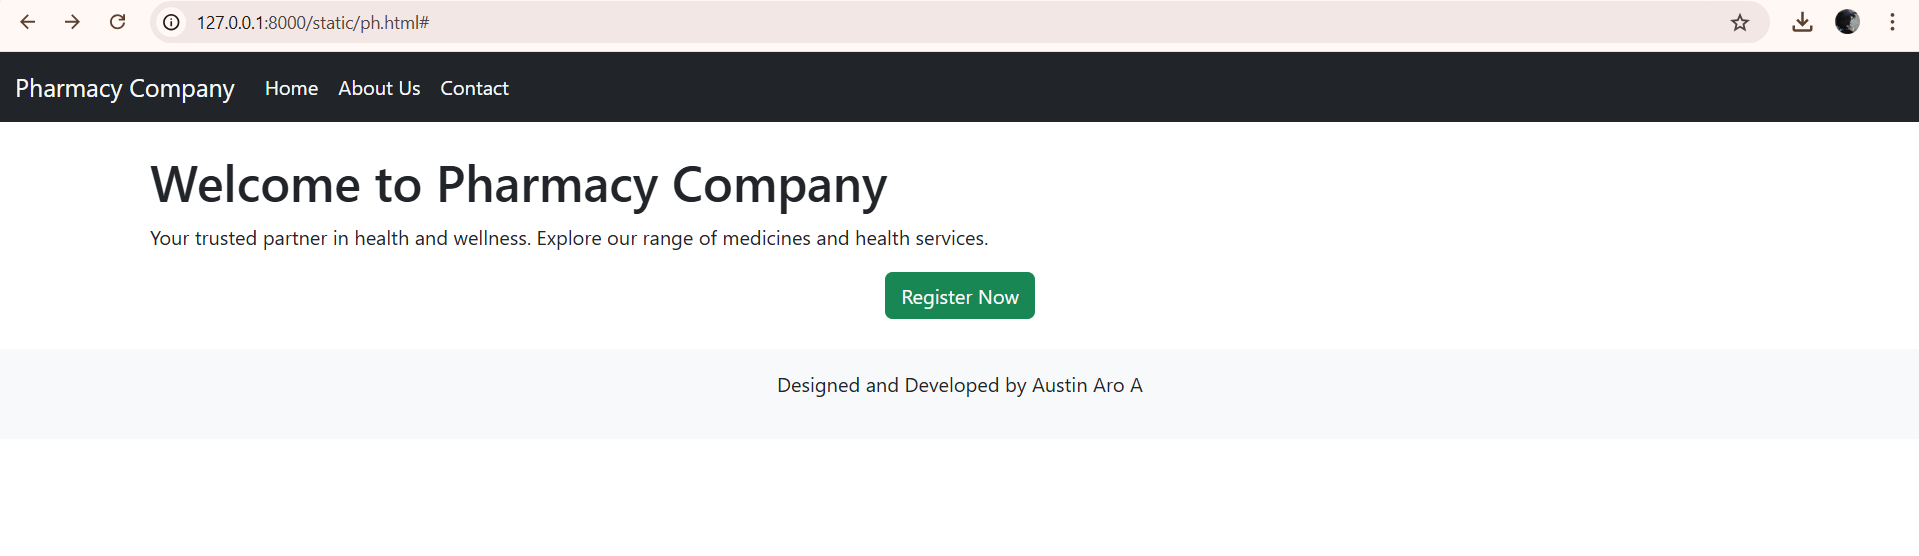 127.0.0.1:8000/static/ph.html#
Pharmacy Company Home About Us Contact
Welcome to Pharmacy Company
Your trusted partner in health and wellness. Explore our range of medicines and health services.
Register Now
Designed and Developed by Austin Aro A